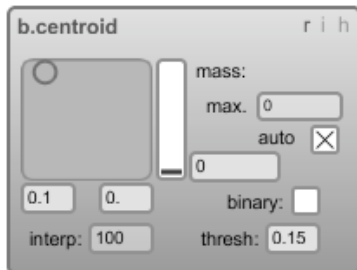 b.centroid r i h
mass:
max. 0
auto
0
0.1 0. binary:
interp: 100 thresh: 0.15